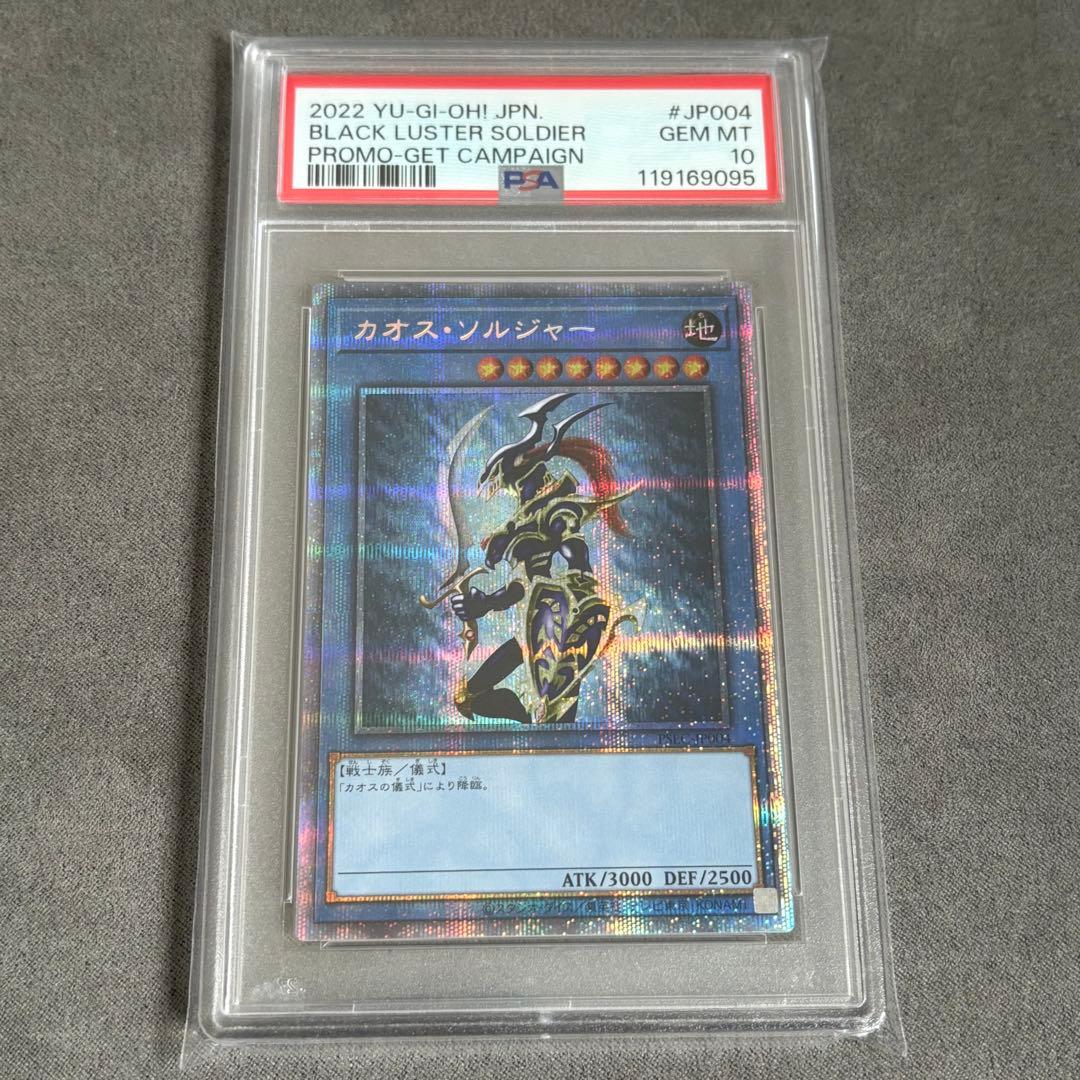 2022 YU-GI-OH! JPN. #JP004
BLACK LUSTER SOLDIER GEM MT
PROMO-GET CAMPAIGN 10
PSA 119169095
カオス・ソルジャー 地
【戦士族/儀式】
「カオスの儀式」により降臨。
ATK/3000 DEF/2500
KONAMI